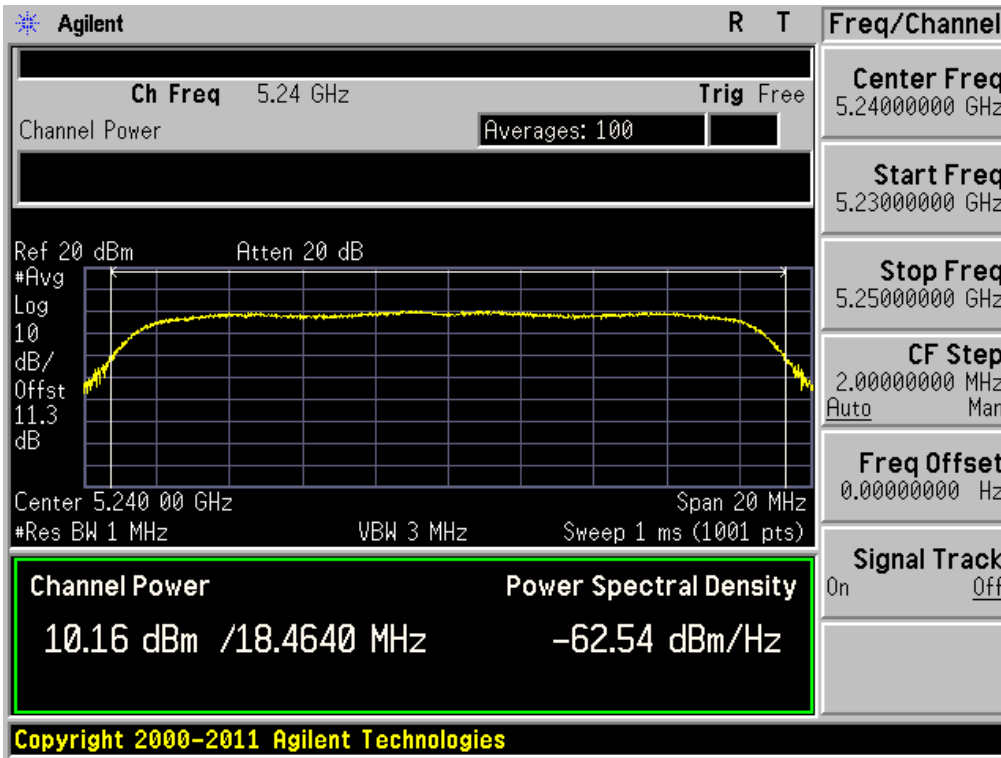 Agilent R T
Ch Freq 5.24 GHz Trig Free
Channel Power Averages: 100
Ref 20 dBm Atten 20 dB
#Avg
Log
10
dB/
Offst
11.3
dB
Center 5.240 00 GHz Span 20 MHz
#Res BW 1 MHz VBW 3 MHz Sweep 1 ms (1001 pts)
Channel Power Power Spectral Density
10.16 dBm /18.4640 MHz -62.54 dBm/Hz
Copyright 2000-2011 Agilent Technologies
Freq/Channel
Center Freq
5.24000000 GHz
Start Freq
5.23000000 GHz
Stop Freq
5.25000000 GHz
CF Step
2.00000000 MHz
Auto Man
Freq Offset
0.00000000 Hz
Signal Track
On Off